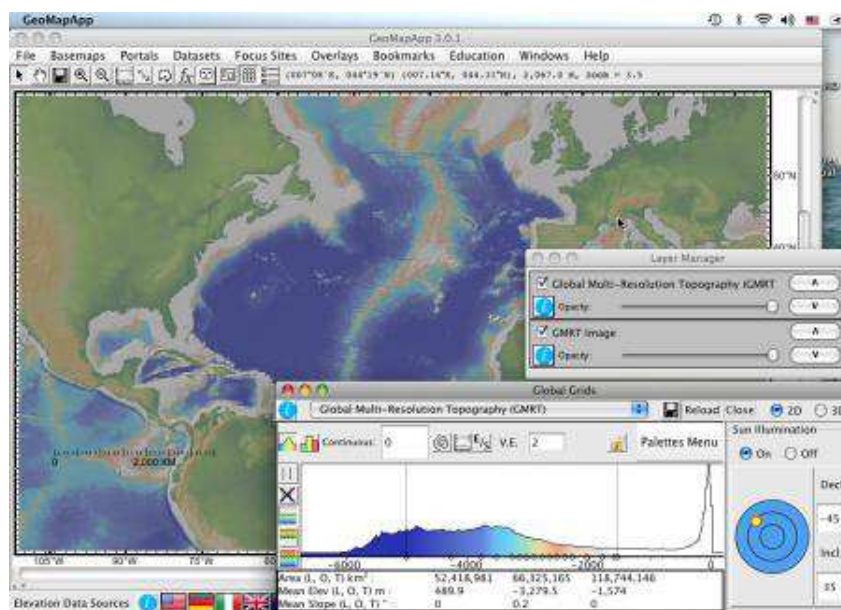 GeoMapApp
GeoMapApp 3.0.1
File Basemaps Portals Datasets Focus Sites Overlays Bookmarks Education Windows Help
60°N
40°N
Layer Manager
Global Multi-Resolution Topography (GMRT
Opacity:
GMRT Image
Opacity:
Global Grids
Global Multi-Resolution Topography (GMRT)
Reload Close 2D 3D
Continuous: 0
V.E. 2
Palettes Menu
Sun Illumination
On Off
Decl
-45
Incl
35
0 2,000 KM
105°W 90°W 75°W
-6000 -4000 -2000 0
Area (L, O, T) km²: 52,418,981 66,325,165 118,744,146
Mean Elev (L, O, T) m : 489.9 -3,279.5 -1,574
Mean Slope (L, O, T) ° : 0 0.2 0
Elevation Data Sources